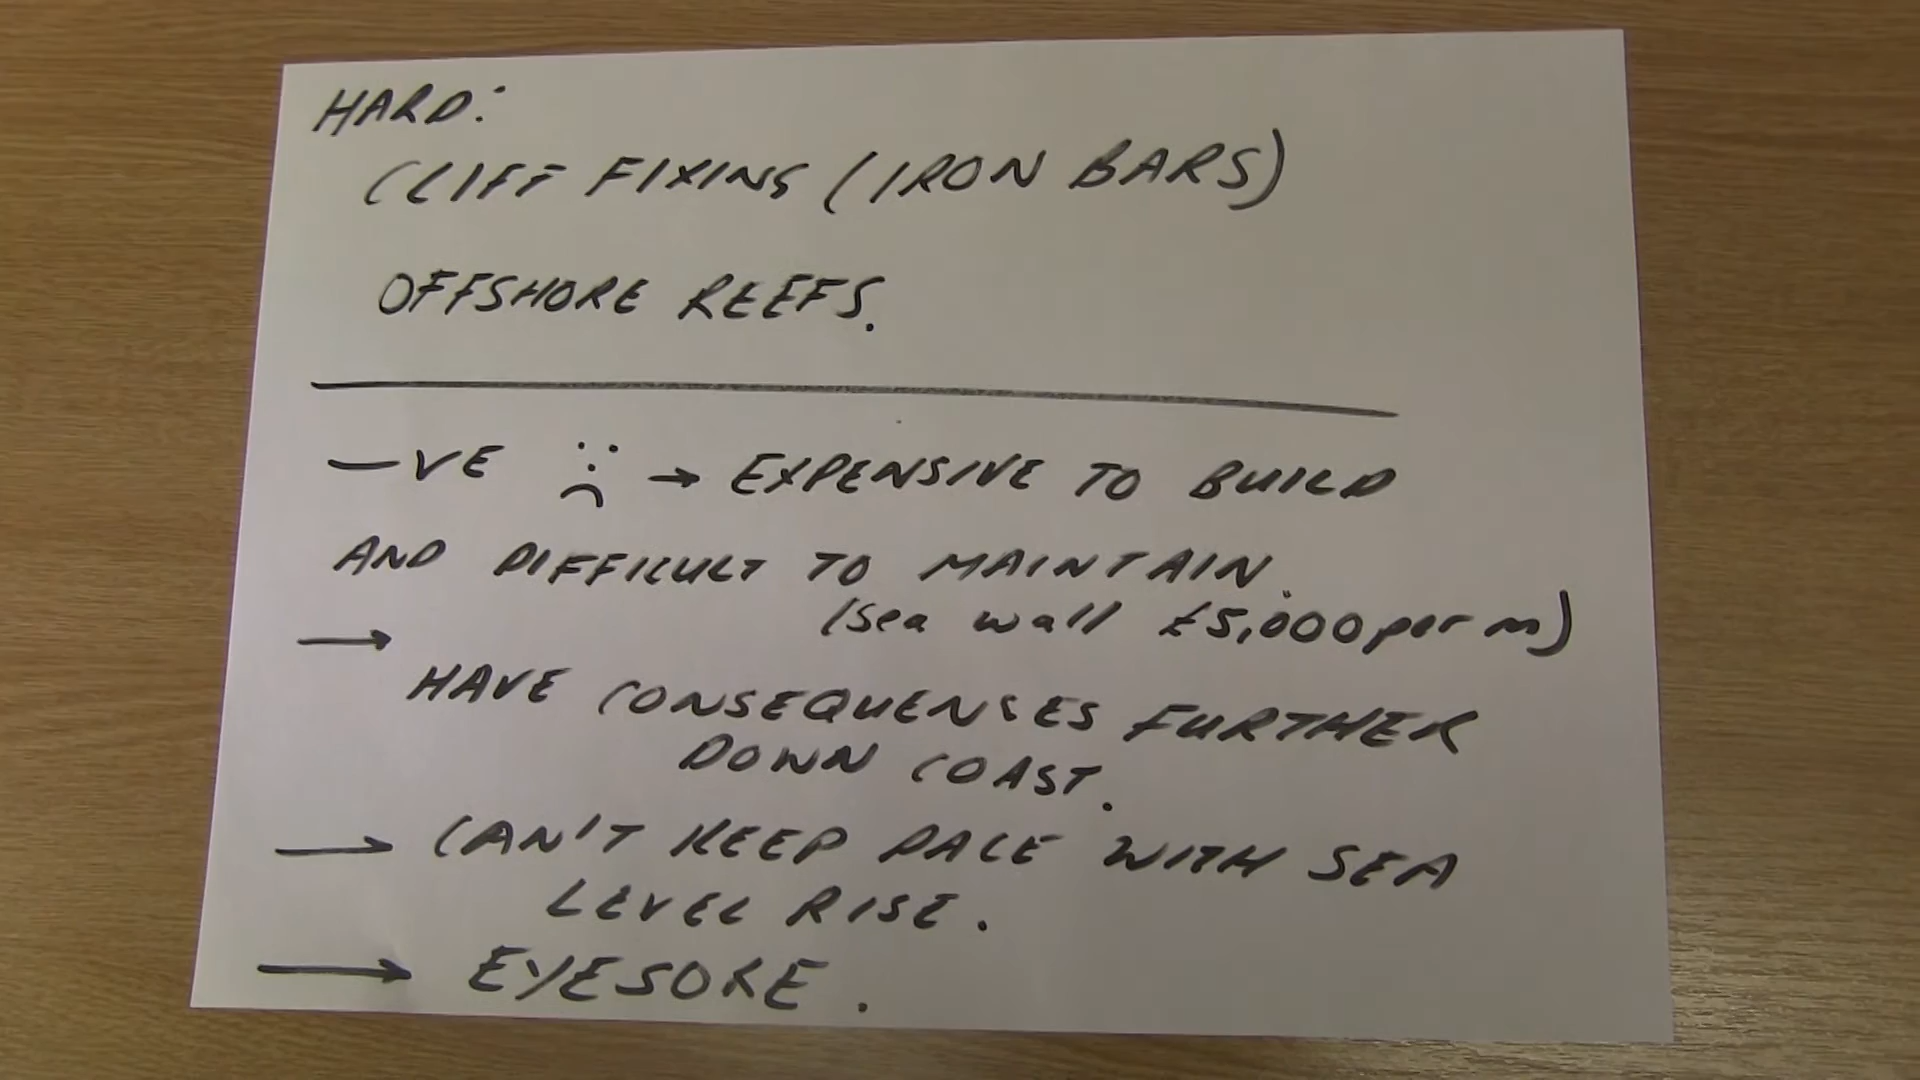 HARD:
CLIFF FIXING (IRON BARS)
OFFSHORE REEFS.
-VE → EXPENSIVE TO BUILD
AND DIFFICULT TO MAINTAIN.
(sea wall £5,000 per m)
→
HAVE CONSEQUENCES FURTHER
DOWN COAST.
→ CAN'T KEEP PACE WITH SEA
LEVEL RISE.
→ EYESORE.